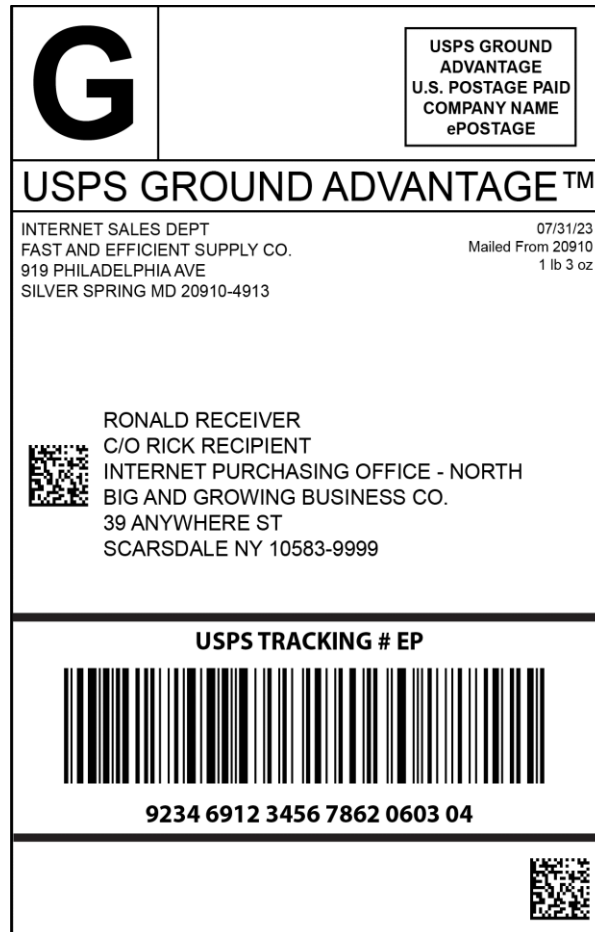 G
USPS GROUND
ADVANTAGE
U.S. POSTAGE PAID
COMPANY NAME
ePOSTAGE
USPS GROUND ADVANTAGE™
INTERNET SALES DEPT
FAST AND EFFICIENT SUPPLY CO.
919 PHILADELPHIA AVE
SILVER SPRING MD 20910-4913
07/31/23
Mailed From 20910
1 lb 3 oz
RONALD RECEIVER
C/O RICK RECIPIENT
INTERNET PURCHASING OFFICE - NORTH
BIG AND GROWING BUSINESS CO.
39 ANYWHERE ST
SCARSDALE NY 10583-9999
USPS TRACKING # EP
9234 6912 3456 7862 0603 04